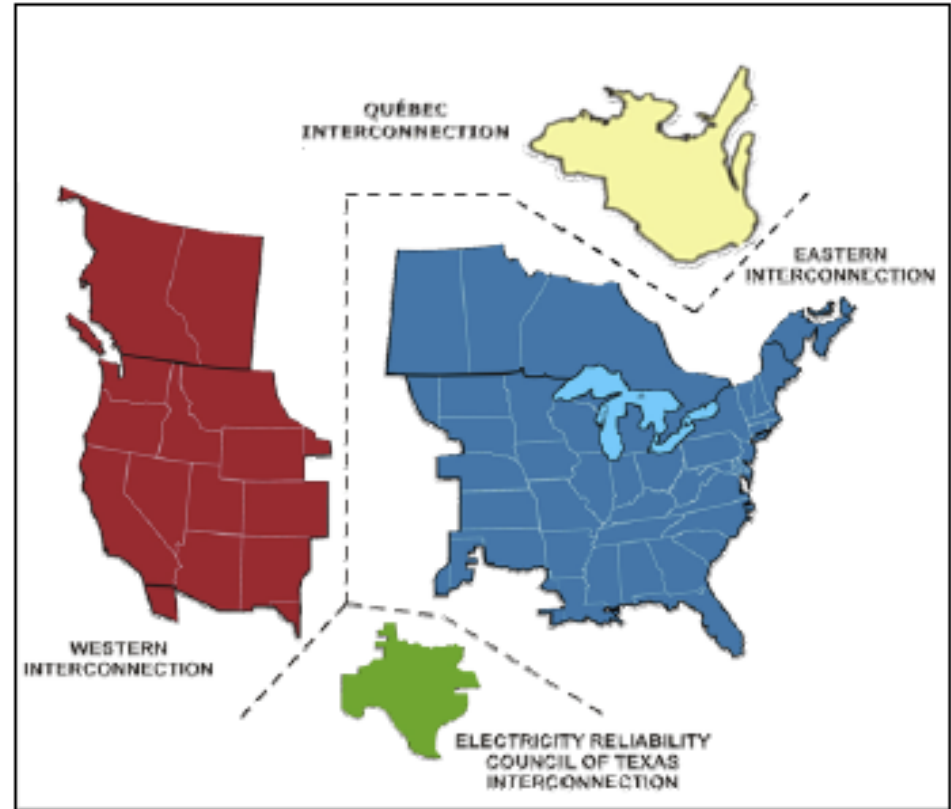 QUÉBEC
INTERCONNECTION
EASTERN
INTERCONNECTION
WESTERN
INTERCONNECTION
ELECTRICITY RELIABILITY
COUNCIL OF TEXAS
INTERCONNECTION